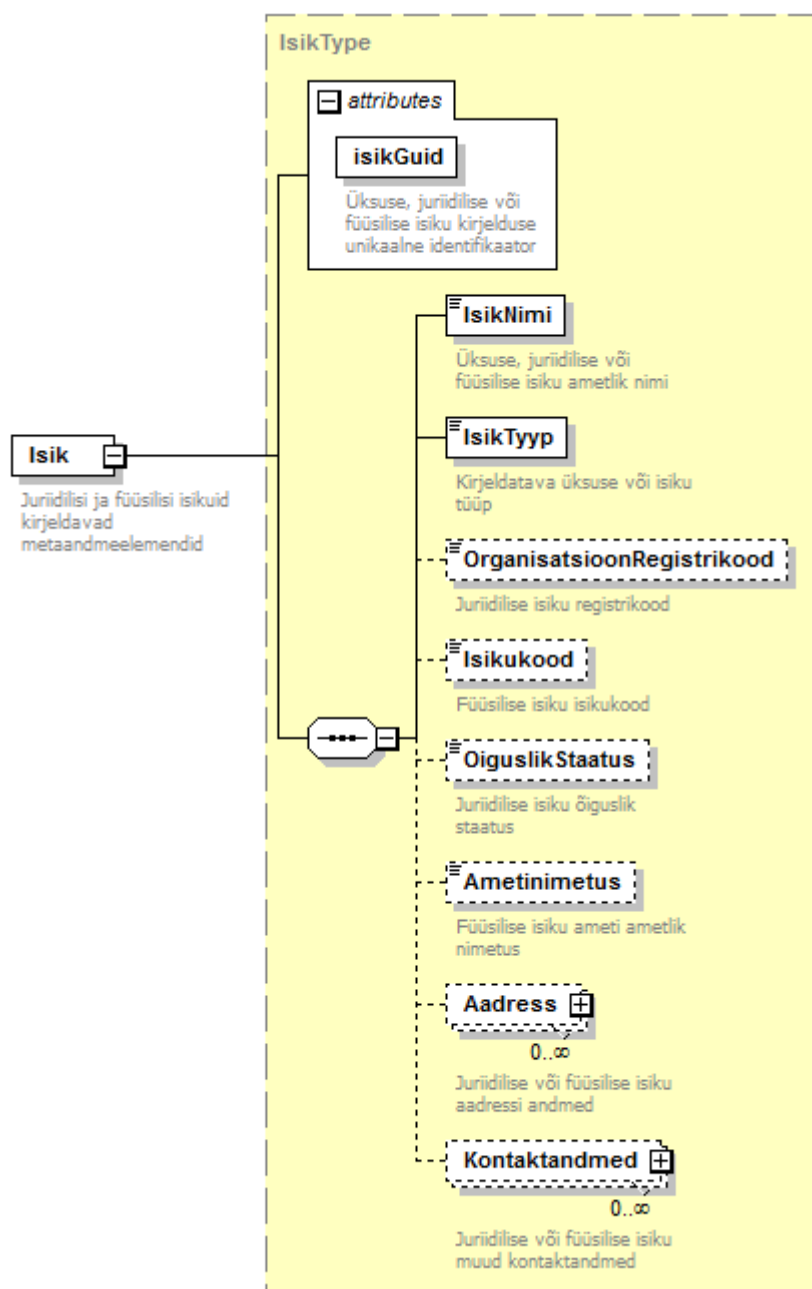 IsikType
attributes
isikGuid
Üksuse, juriidilise või
füüsilise isiku kirjelduse
unikaalne identifikaator
IsikNimi
Üksuse, juriidilise või
füüsilise isiku ametlik nimi
Isik
Juriidilisi ja füüsilisi isikuid
kirjeldavad
metaandmeelemendid
IsikTyyp
Kirjeldatava üksuse või isiku
tüüp
OrganisatsioonRegistrikood
Juriidilise isiku registrikood
Isikukood
Füüsilise isiku isikukood
OiguslikStaatus
Juriidilise isiku õiguslik
staatus
Ametinimetus
Füüsilise isiku ameti ametlik
nimetus
Aadress
0..∞
Juriidilise või füüsilise isiku
aadressi andmed
Kontaktandmed
0..∞
Juriidilise või füüsilise isiku
muud kontaktandmed